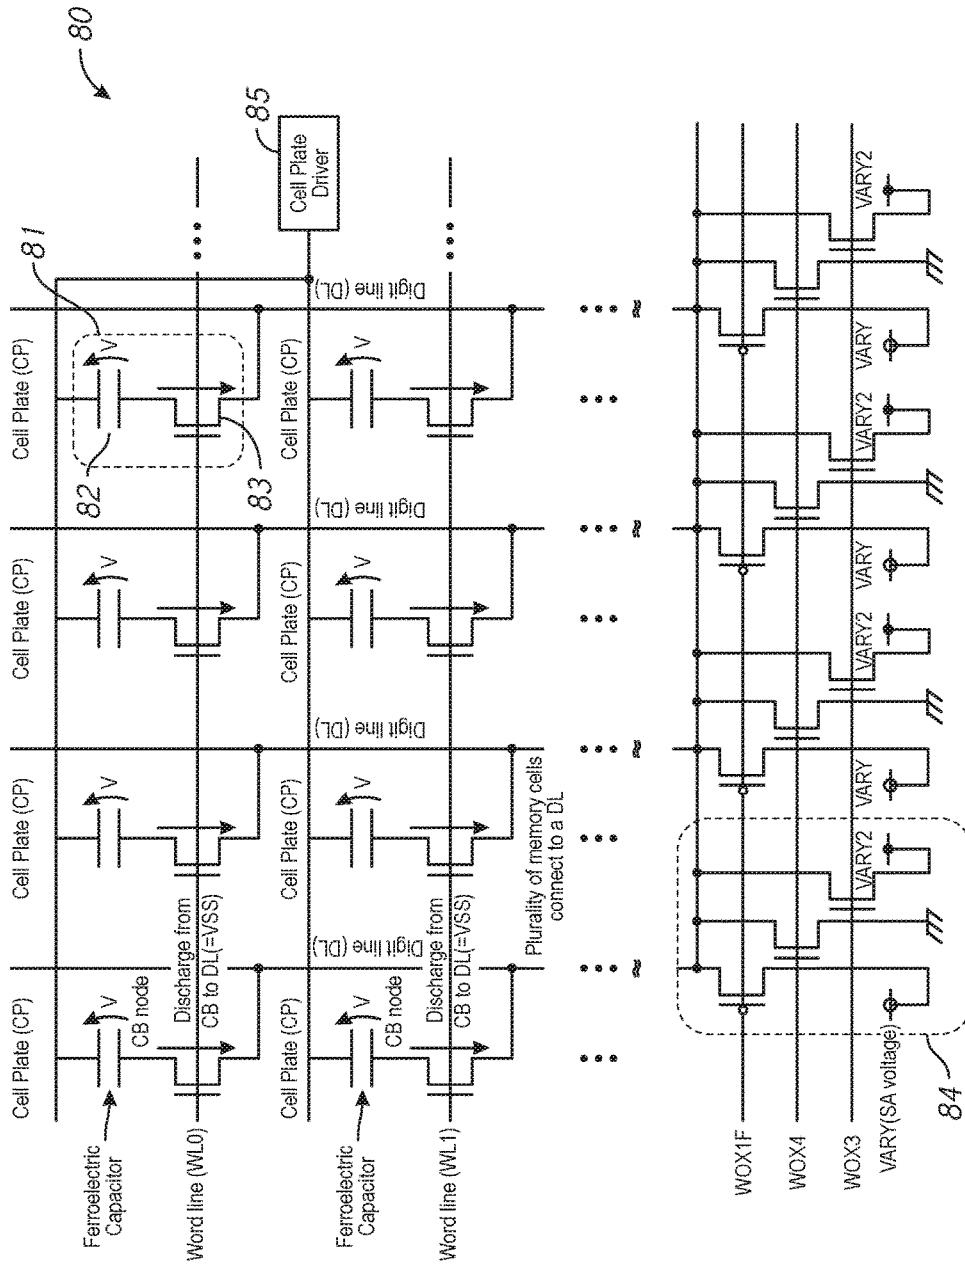 80
Cell Plate (CP)
Cell Plate (CP)
Cell Plate (CP)
Cell Plate (CP)
81
82
83
V
V
V
V
Ferroelectric
Capacitor
CB node
Discharge from
CB to DL(=VSS)
Word line (WL0)
Digit line (DL)
Digit line (DL)
Digit line (DL)
Digit line (DL)
85
Cell Plate
Driver
Cell Plate (CP)
Cell Plate (CP)
Cell Plate (CP)
Cell Plate (CP)
V
V
V
V
Ferroelectric
Capacitor
CB node
Discharge from
CB to DL(=VSS)
Word line (WL1)
Plurality of memory cells
connect to a DL
WOX1F
WOX4
WOX3
VARY(SA voltage)
VARY2
VARY
VARY2
VARY
VARY2
VARY
VARY2
84